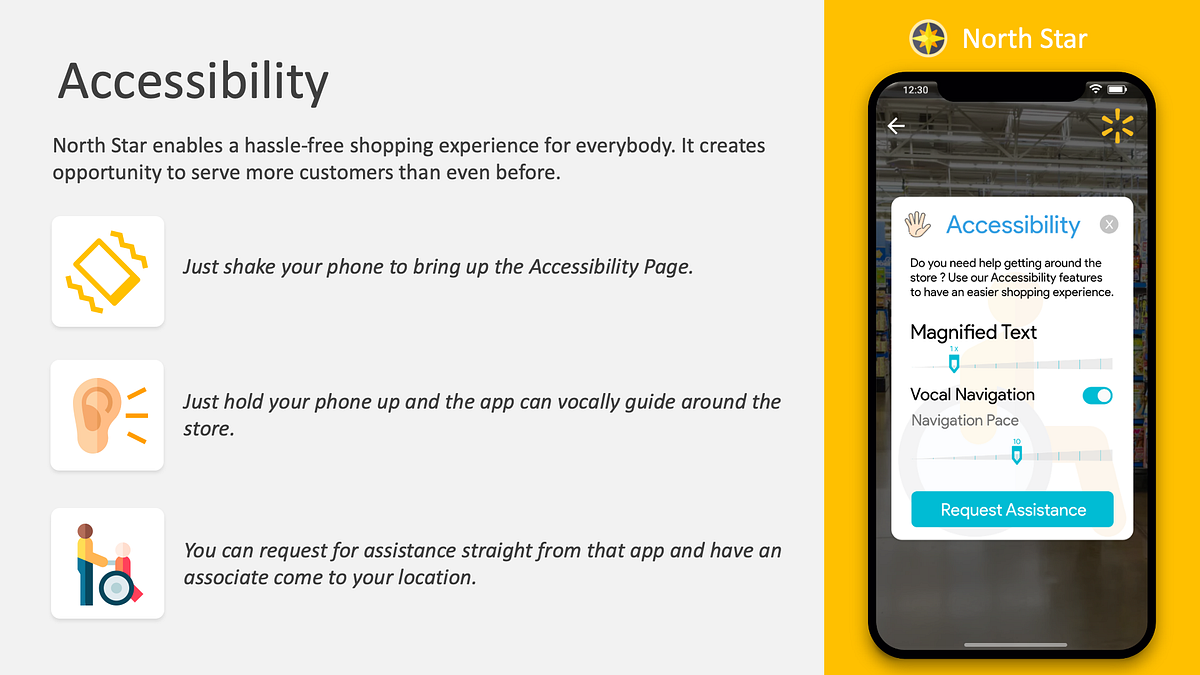 Accessibility
North Star enables a hassle-free shopping experience for everybody. It creates
opportunity to serve more customers than even before.
Just shake your phone to bring up the Accessibility Page.
Just hold your phone up and the app can vocally guide around the
store.
You can request for assistance straight from that app and have an
associate come to your location.
North Star
12:30
Accessibility
X
Do you need help getting around the
store ? Use our Accessibility features
to have an easier shopping experience.
Magnified Text
1x
Vocal Navigation
Navigation Pace
10
Request Assistance